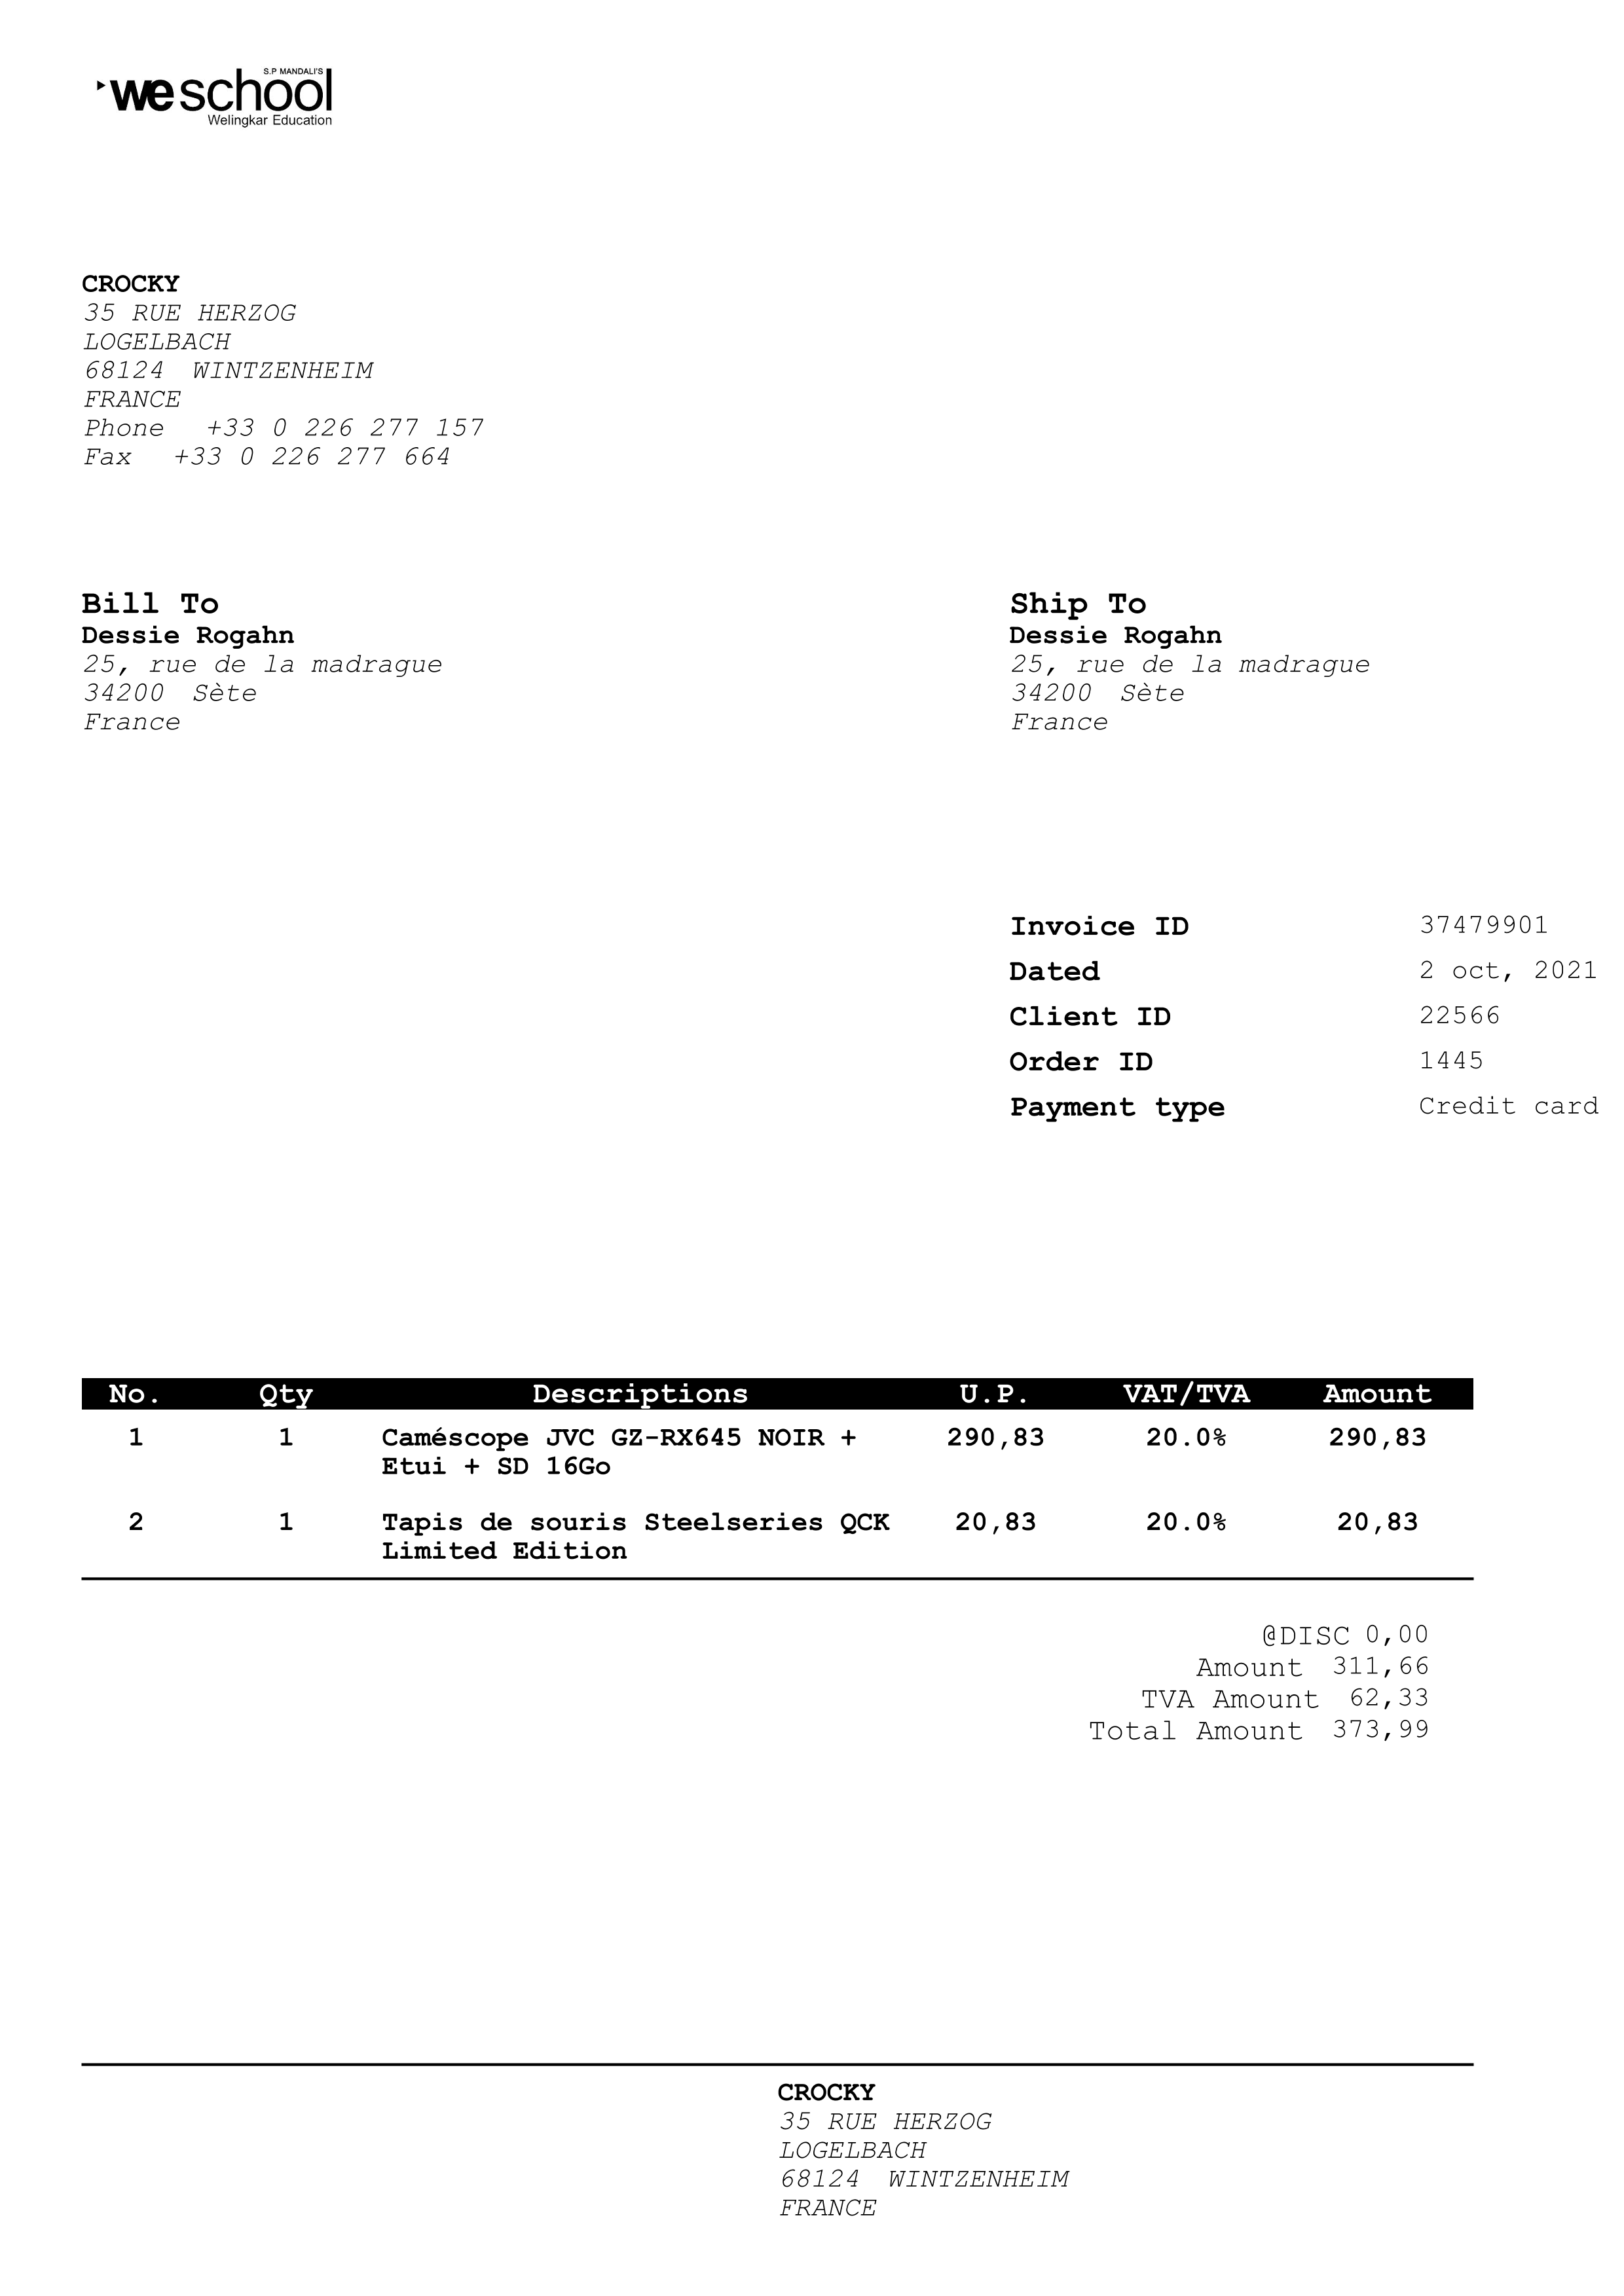 S.P MANDALI'S
we school
Welingkar Education
CROCKY
35 RUE HERZOG
LOGELBACH
68124 WINTZENHEIM
FRANCE
Phone +33 0 226 277 157
Fax +33 0 226 277 664
Bill To
Dessie Rogahn
25, rue de la madrague
34200 Sète
France
Ship To
Dessie Rogahn
25, rue de la madrague
34200 Sète
France
Invoice ID 37479901
Dated 2 oct, 2021
Client ID 22566
Order ID 1445
Payment type Credit card
No. Qty Descriptions U.P. VAT/TVA Amount
1 1 Caméscope JVC GZ-RX645 NOIR + 290,83 20.0% 290,83
Etui + SD 16Go
2 1 Tapis de souris Steelseries QCK 20,83 20.0% 20,83
Limited Edition
@DISC 0,00
Amount 311,66
TVA Amount 62,33
Total Amount 373,99
CROCKY
35 RUE HERZOG
LOGELBACH
68124 WINTZENHEIM
FRANCE